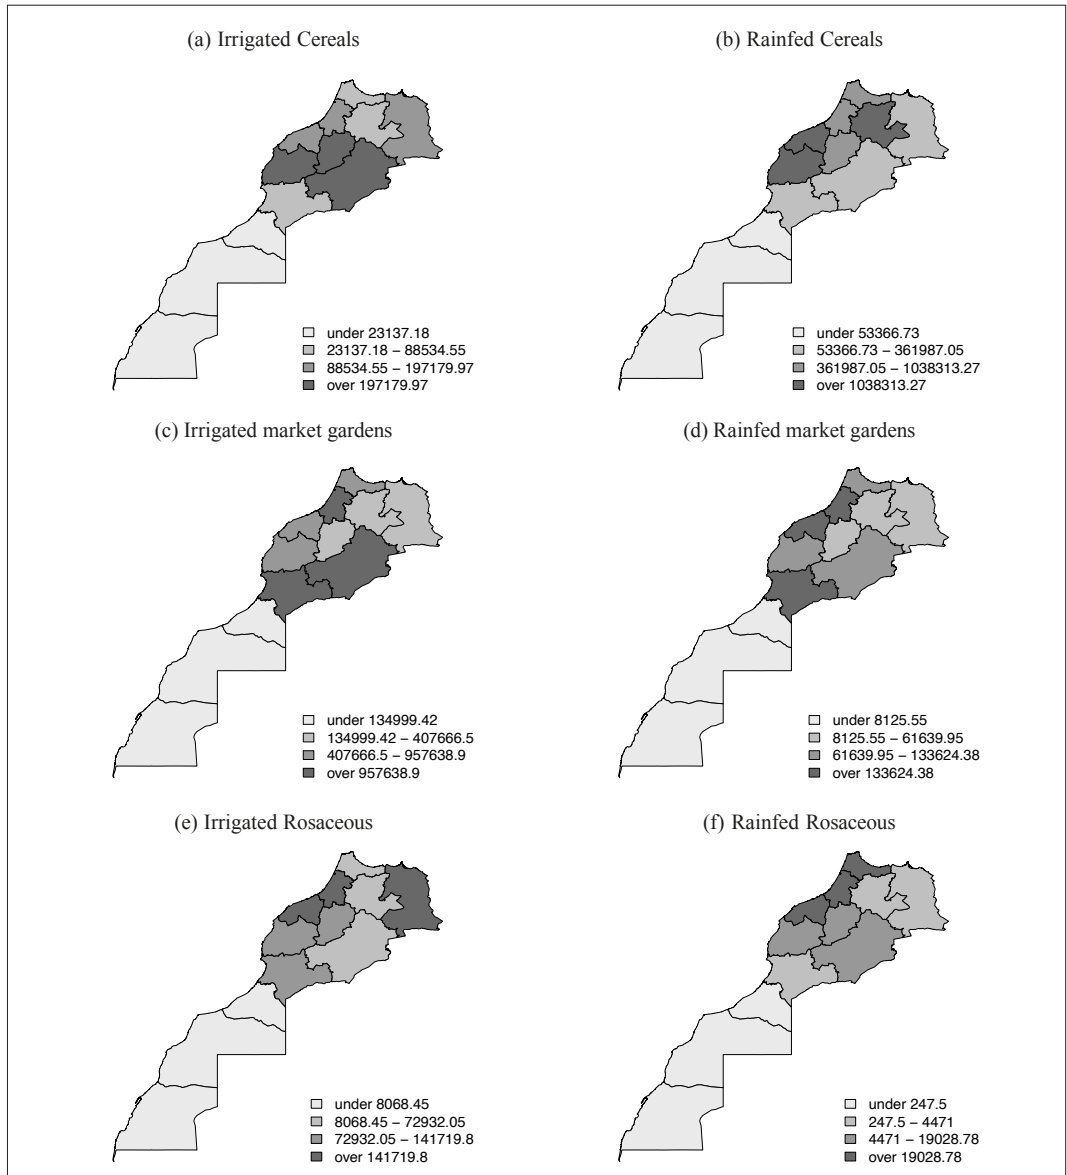 (a) Irrigated Cereals
(b) Rainfed Cereals
under 23137.18
23137.18 – 88534.55
88534.55 – 197179.97
over 197179.97
under 53366.73
53366.73 – 361987.05
361987.05 – 1038313.27
over 1038313.27
(c) Irrigated market gardens
(d) Rainfed market gardens
under 134999.42
134999.42 – 407666.5
407666.5 – 957638.9
over 957638.9
under 8125.55
8125.55 – 61639.95
61639.95 – 133624.38
over 133624.38
(e) Irrigated Rosaceous
(f) Rainfed Rosaceous
under 8068.45
8068.45 – 72932.05
72932.05 – 141719.8
over 141719.8
under 247.5
247.5 – 4471
4471 – 19028.78
over 19028.78